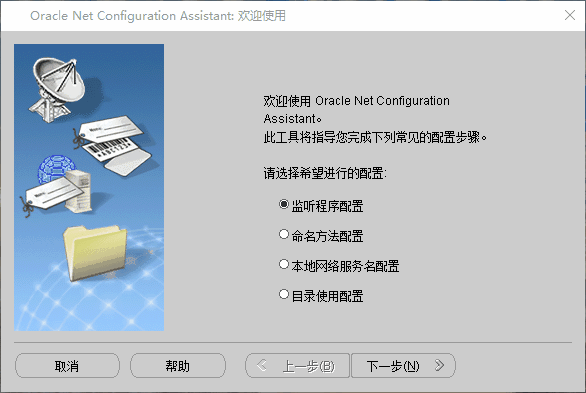 Oracle Net Configuration Assistant: 欢迎使用
欢迎使用 Oracle Net Configuration
Assistant。
此工具将指导您完成下列常见的配置步骤。
请选择希望进行的配置:
监听程序配置
命名方法配置
本地网络服务名配置
目录使用配置
取消
帮助
上一步(B)
下一步(N)